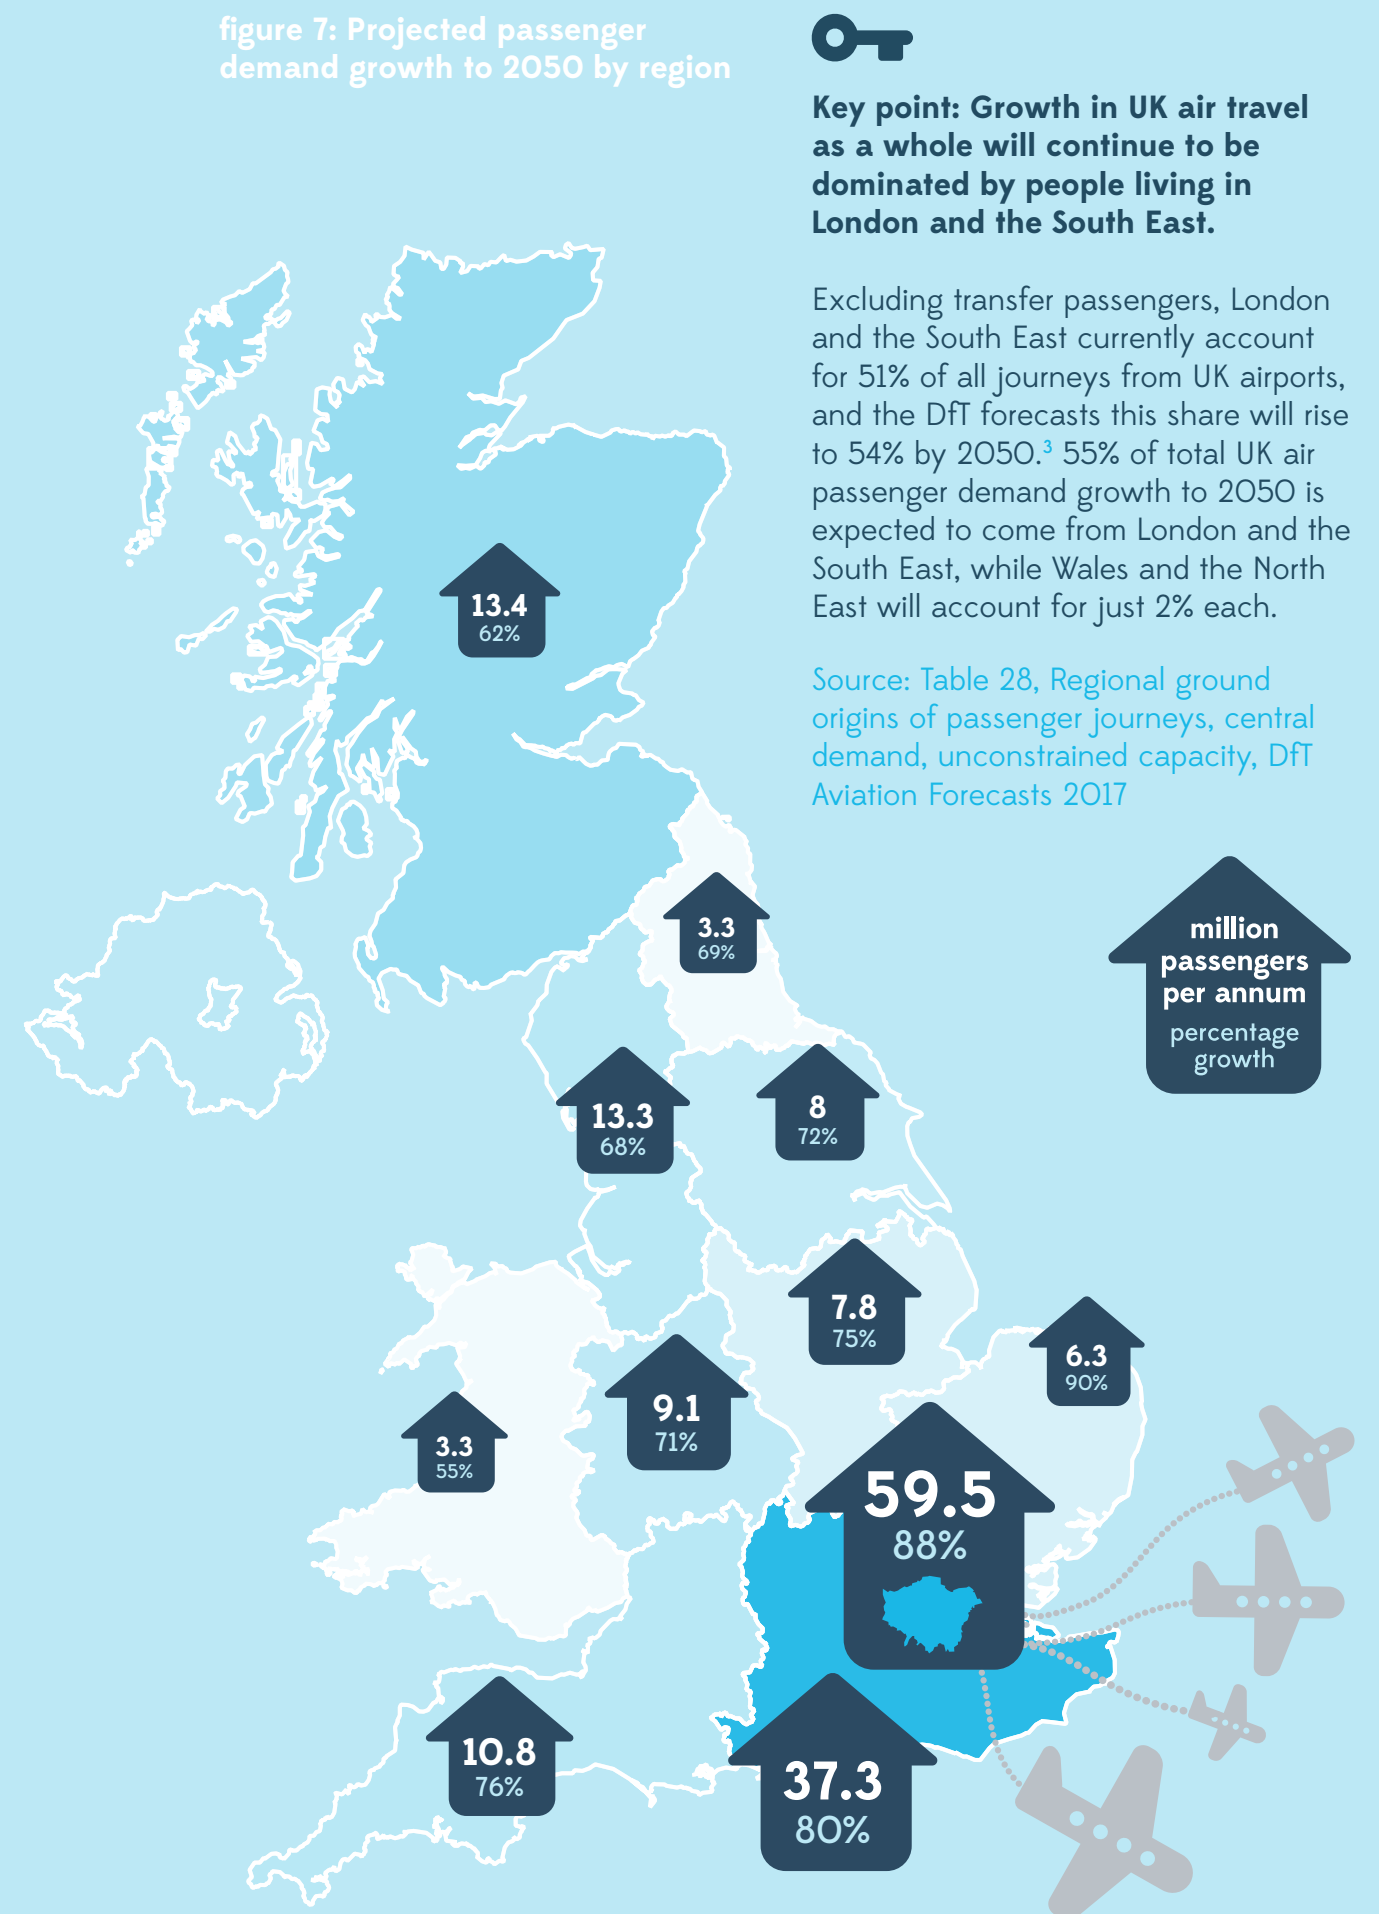 figure 7: Projected passenger
demand growth to 2050 by region
Key point: Growth in UK air travel
as a whole will continue to be
dominated by people living in
London and the South East.
Excluding transfer passengers, London
and the South East currently account
for 51% of all journeys from UK airports,
and the DfT forecasts this share will rise
to 54% by 2050.³ 55% of total UK air
passenger demand growth to 2050 is
expected to come from London and the
South East, while Wales and the North
East will account for just 2% each.
Source: Table 28, Regional ground
origins of passenger journeys, central
demand, unconstrained capacity, DfT
Aviation Forecasts 2017
million
passengers
per annum
percentage
growth
13.4
62%
3.3
69%
13.3
68%
8
72%
7.8
75%
6.3
90%
9.1
71%
3.3
55%
59.5
88%
10.8
76%
37.3
80%